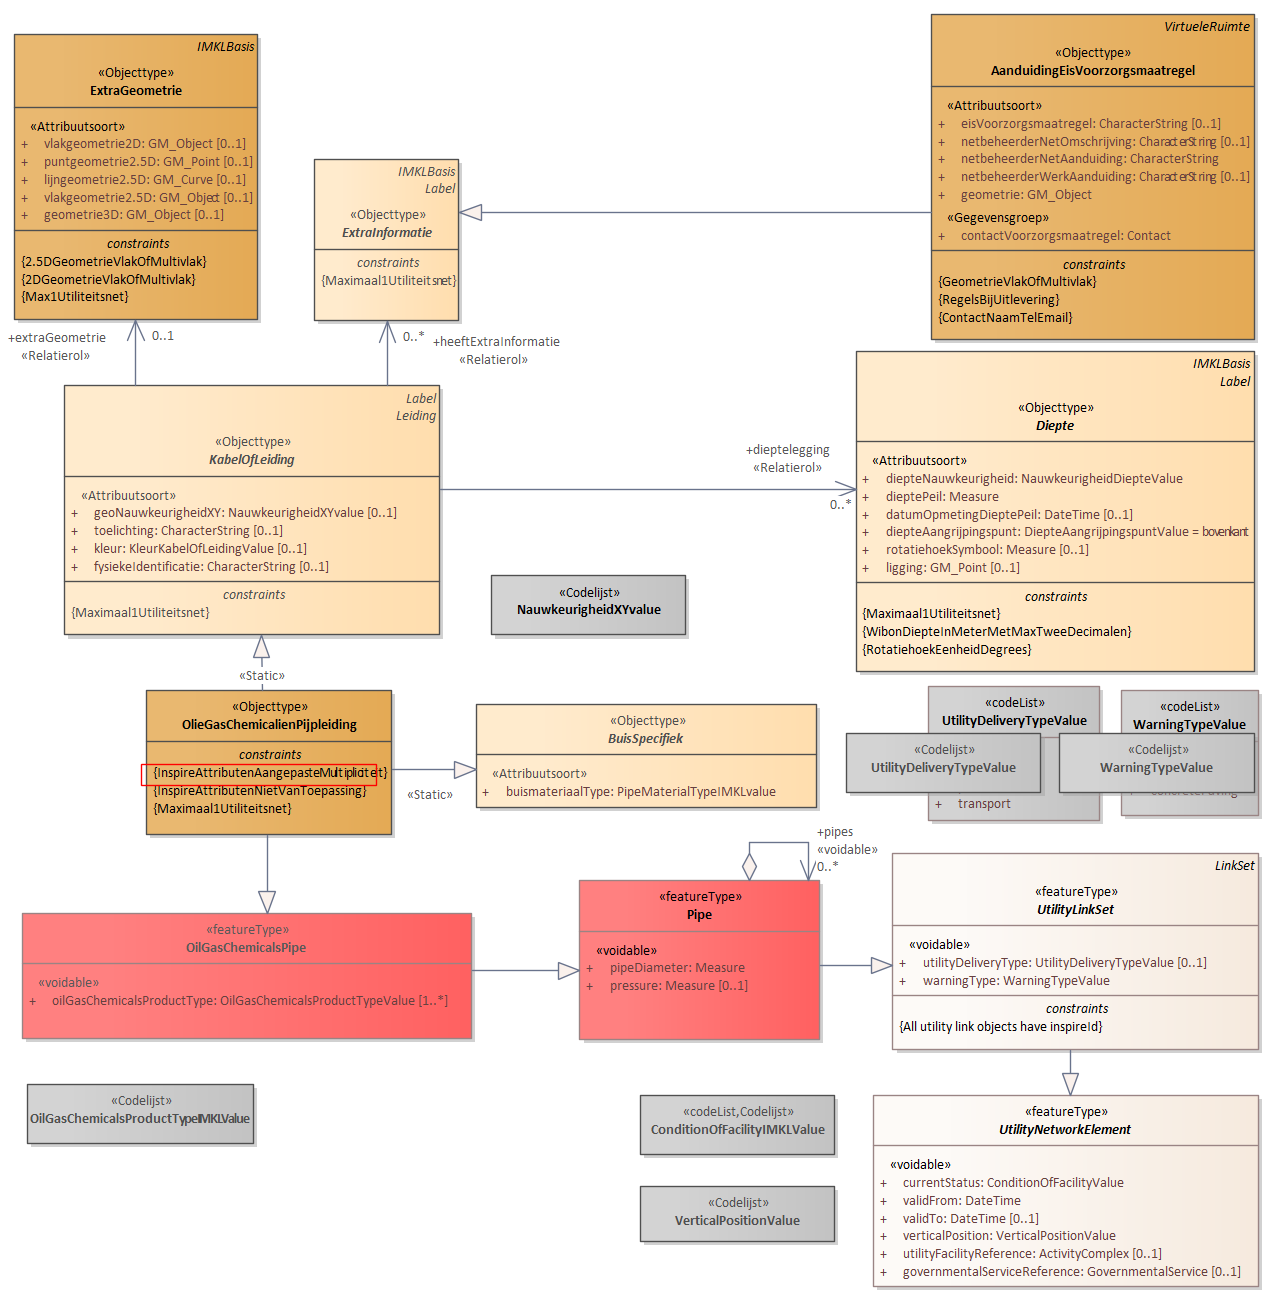 IMKLBasis
«Objecttype»
ExtraGeometrie
«Attribuutsoort»
+ vlakgeometrie2D: GM_Object [0..1]
+ puntgeometrie2.5D: GM_Point [0..1]
+ lijngeometrie2.5D: GM_Curve [0..1]
+ vlakgeometrie2.5D: GM_Object [0..1]
+ geometrie3D: GM_Object [0..1]
constraints
{2.5DGeometrieVlakOfMultivlak}
{2DGeometrieVlakOfMultivlak}
{Max1Utiliteitsnet}
VirtueleRuimte
«Objecttype»
AanduidingEisVoorzorgsmaatregel
«Attribuutsoort»
+ eisVoorzorgsmaatregel: CharacterString [0..1]
+ netbeheerderNetOmschrijving: CharacterString [0..1]
+ netbeheerderNetAanduiding: CharacterString
+ netbeheerderWerkAanduiding: CharacterString [0..1]
+ geometrie: GM_Object
«Gegevensgroep»
+ contactVoorzorgsmaatregel: Contact
constraints
{GeometrieVlakOfMultivlak}
{RegelsBijUitlevering}
{ContactNaamTelEmail}
IMKLBasis
Label
«Objecttype»
ExtraInformatie
constraints
{Maximaal1Utiliteitsnet}
+extraGeometrie
«Relatierol»
0..1
0..*
+heeftExtraInformatie
«Relatierol»
Label
Leiding
«Objecttype»
KabelOfLeiding
«Attribuutsoort»
+ geoNauwkeurigheidXY: NauwkeurigheidXYvalue [0..1]
+ toelichting: CharacterString [0..1]
+ kleur: KleurKabelOfLeidingValue [0..1]
+ fysiekeIdentificatie: CharacterString [0..1]
constraints
{Maximaal1Utiliteitsnet}
+dieptelegging
«Relatierol»
0..*
IMKLBasis
Label
«Objecttype»
Diepte
«Attribuutsoort»
+ diepteNauwkeurigheid: NauwkeurigheidDiepteValue
+ dieptePeil: Measure
+ datumOpmetingDieptePeil: DateTime [0..1]
+ diepteAangrijpingspunt: DiepteAangrijpingspuntValue = bovenkant
+ rotatiehoekSymbool: Measure [0..1]
+ ligging: GM_Point [0..1]
constraints
{Maximaal1Utiliteitsnet}
{WibonDiepteInMeterMetMaxTweeDecimalen}
{RotatiehoekEenheidDegrees}
«Codelijst»
NauwkeurigheidXYvalue
«Static»
«Objecttype»
OlieGasChemicalienPijpleiding
constraints
{InspireAttributenAangepasteMultipliciteit}
{InspireAttributenNietVanToepassing}
{Maximaal1Utiliteitsnet}
«Static»
«Objecttype»
BuisSpecifiek
«Attribuutsoort»
+ buismateriaalType: PipeMaterialTypeIMKLvalue
«codeList»
UtilityDeliveryTypeValue
«Codelijst»
UtilityDeliveryTypeValue
+ transport
«codeList»
WarningTypeValue
«Codelijst»
WarningTypeValue
«featureType»
OilGasChemicalsPipe
«voidable»
+ oilGasChemicalsProductType: OilGasChemicalsProductTypeValue [1..*]
+pipes
«voidable»
0..*
«featureType»
Pipe
«voidable»
+ pipeDiameter: Measure
+ pressure: Measure [0..1]
LinkSet
«featureType»
UtilityLinkSet
«voidable»
+ utilityDeliveryType: UtilityDeliveryTypeValue [0..1]
+ warningType: WarningTypeValue
constraints
{All utility link objects have inspireId}
«Codelijst»
OilGasChemicalsProductTypeIMKLValue
«codeList,Codelijst»
ConditionOfFacilityIMKLValue
«Codelijst»
VerticalPositionValue
«featureType»
UtilityNetworkElement
«voidable»
+ currentStatus: ConditionOfFacilityValue
+ validFrom: DateTime
+ validTo: DateTime [0..1]
+ verticalPosition: VerticalPositionValue
+ utilityFacilityReference: ActivityComplex [0..1]
+ governmentalServiceReference: GovernmentalService [0..1]